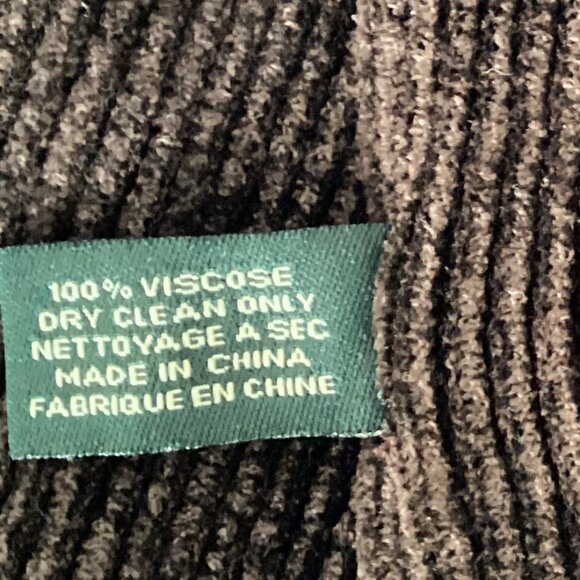 100% VISCOSE
DRY CLEAN ONLY
NETTOYAGE A SEC
MADE IN CHINA
FABRIQUE EN CHINE